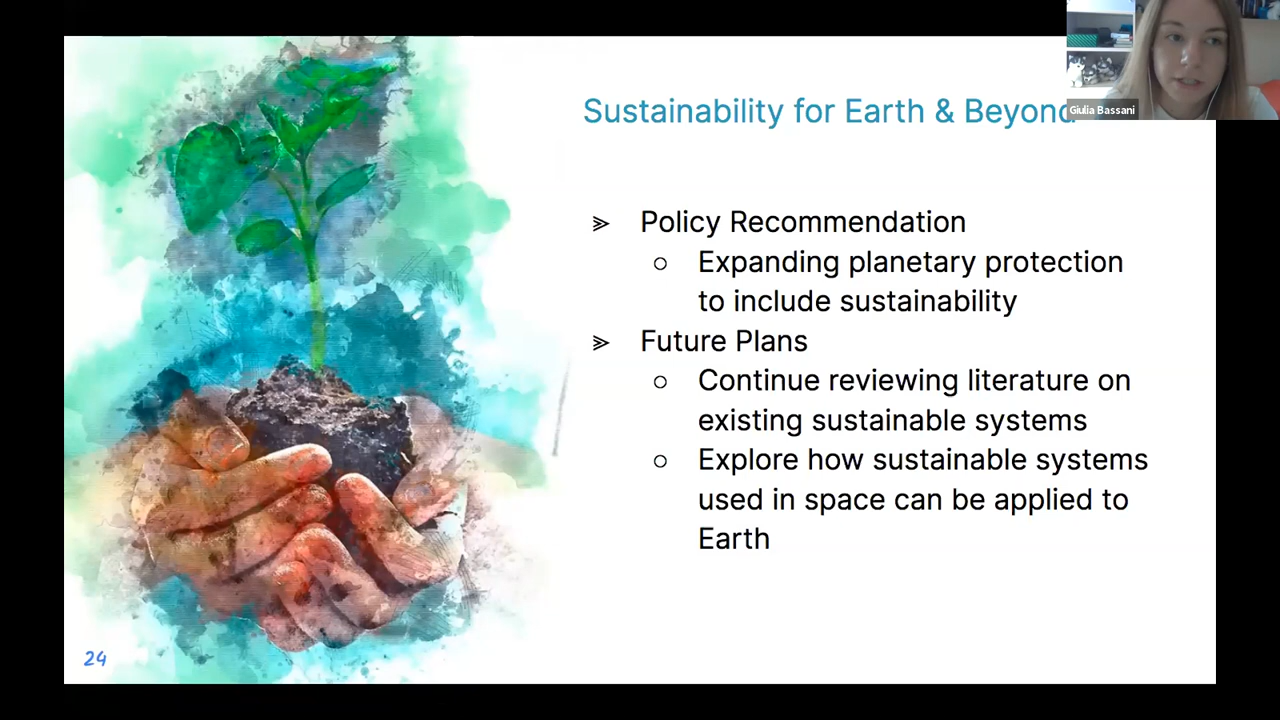 Sustainability for Earth & Beyond
Giulia Bassani
⪢ Policy Recommendation
○ Expanding planetary protection
to include sustainability
⪢ Future Plans
○ Continue reviewing literature on
existing sustainable systems
○ Explore how sustainable systems
used in space can be applied to
Earth
24